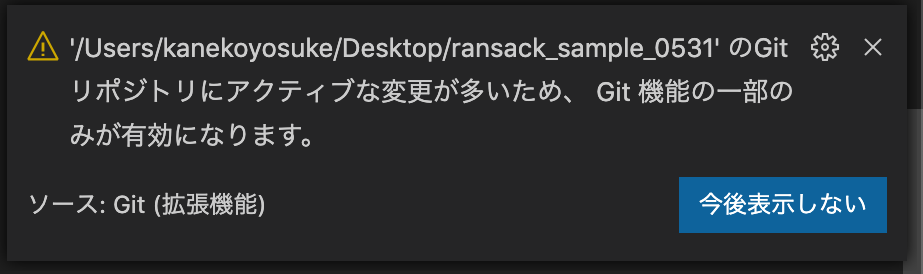 '/Users/kanekoyosuke/Desktop/ransack_sample_0531' のGit
リポジトリにアクティブな変更が多いため、 Git 機能の一部の
みが有効になります。
ソース: Git (拡張機能)
今後表示しない